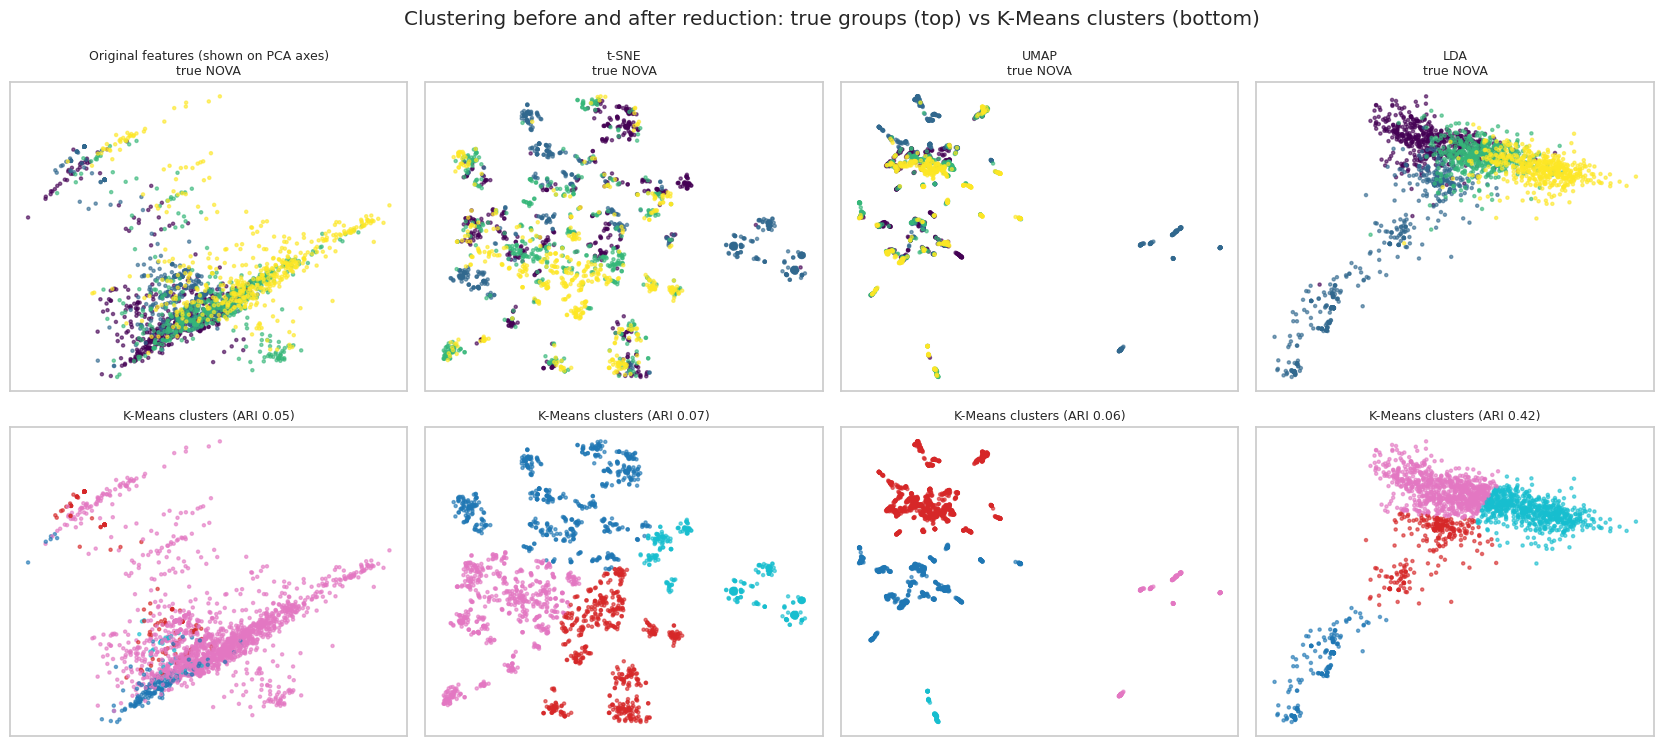 Clustering before and after reduction: true groups (top) vs K-Means clusters (bottom)
Original features (shown on PCA axes)
true NOVA
t-SNE
true NOVA
UMAP
true NOVA
LDA
true NOVA
K-Means clusters (ARI 0.05)
K-Means clusters (ARI 0.07)
K-Means clusters (ARI 0.06)
K-Means clusters (ARI 0.42)